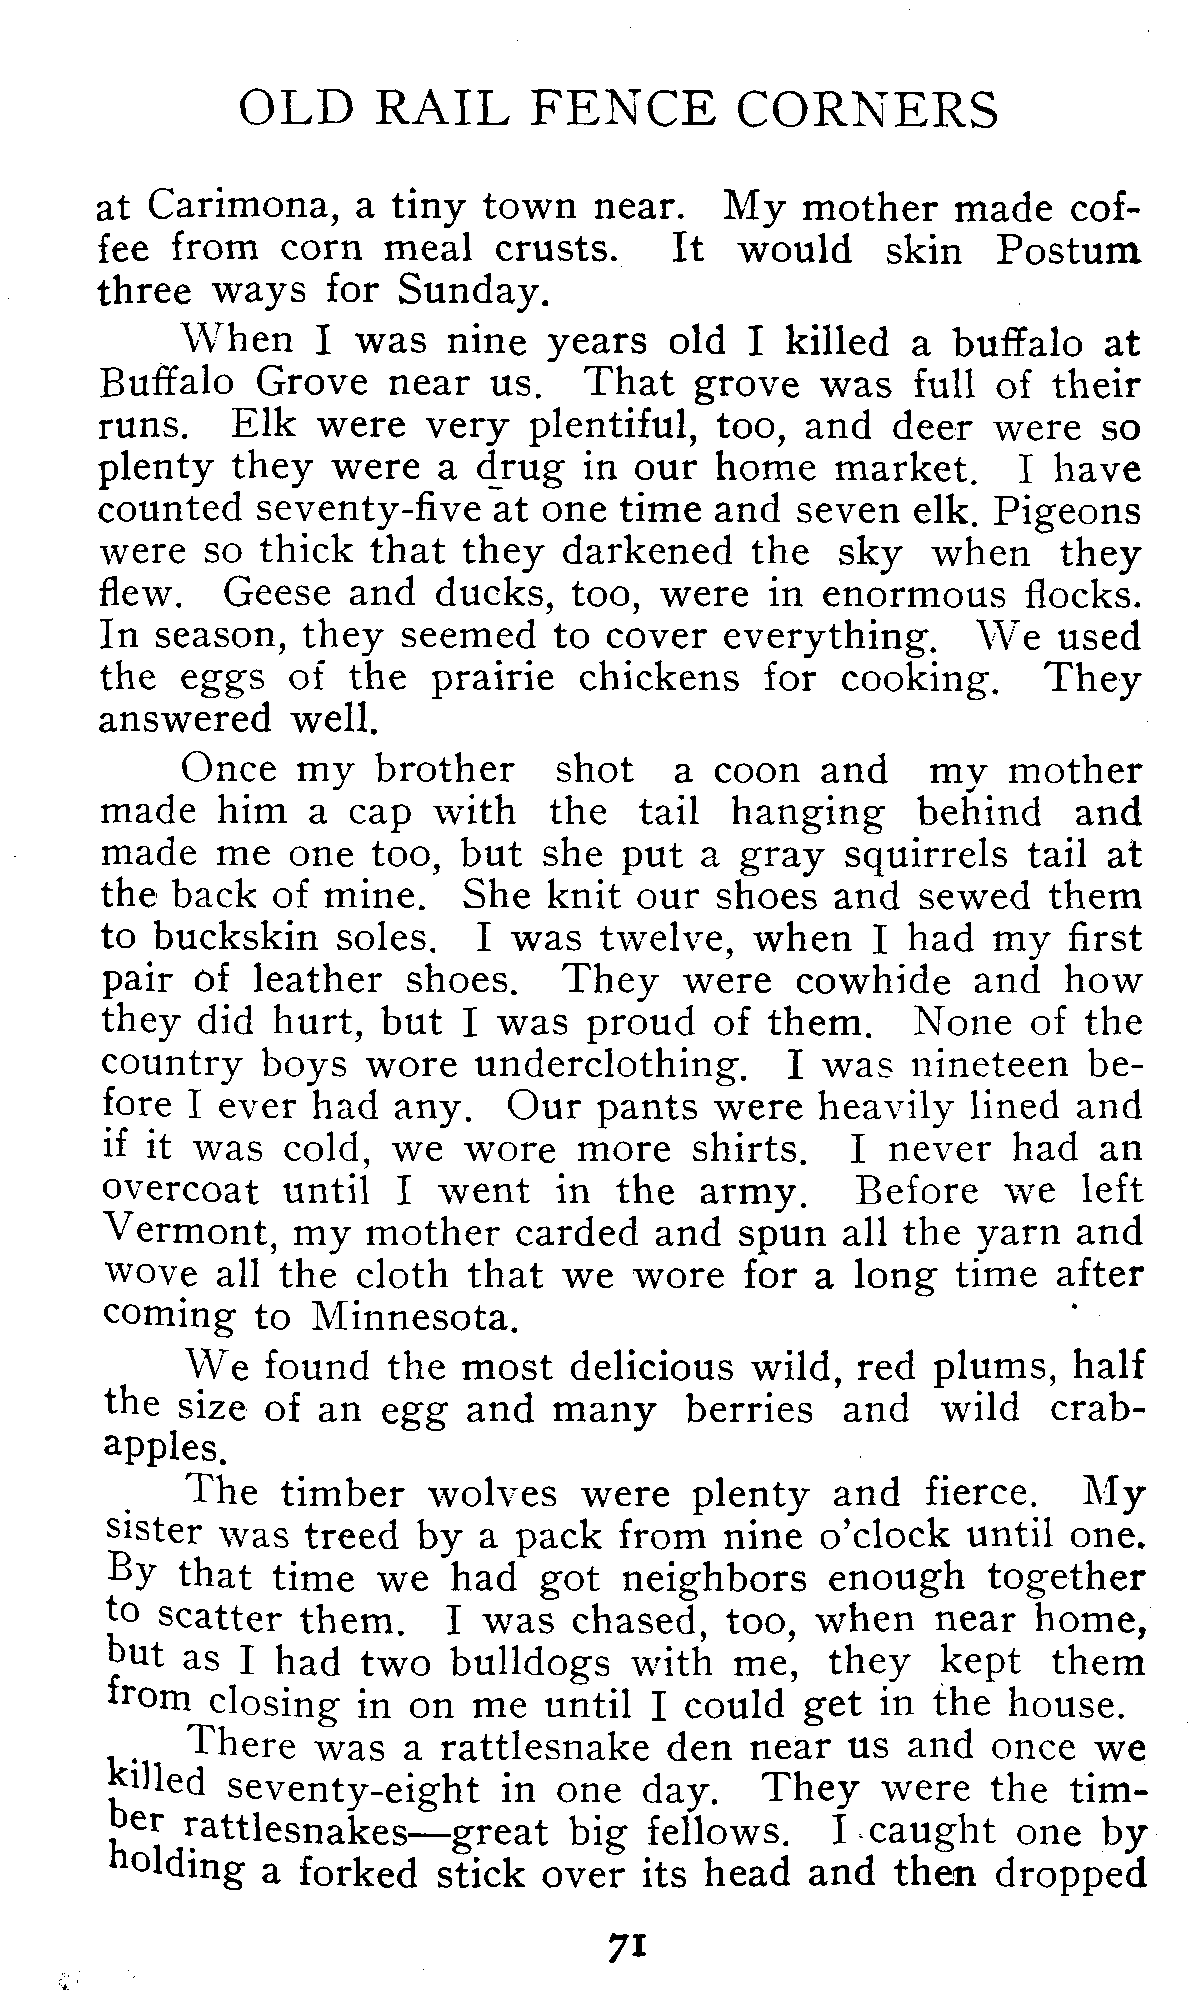 OLD RAIL FENCE CORNERS
at Carimona, a tiny town near. My mother made cof-
fee from corn meal crusts. It would skin Postum
three ways for Sunday.
When I was nine years old I killed a buffalo at
Buffalo Grove near us. That grove was full of their
runs. Elk were very plentiful, too, and deer were so
plenty they were a drug in our home market. I have
counted seventy-five at one time and seven elk. Pigeons
were so thick that they darkened the sky when they
flew. Geese and ducks, too, were in enormous flocks.
In season, they seemed to cover everything. We used
the eggs of the prairie chickens for cooking. They
answered well.
Once my brother shot a coon and my mother
made him a cap with the tail hanging behind and
made me one too, but she put a gray squirrels tail at
the back of mine. She knit our shoes and sewed them
to buckskin soles. I was twelve, when I had my first
pair of leather shoes. They were cowhide and how
they did hurt, but I was proud of them. None of the
country boys wore underclothing. I was nineteen be-
fore I ever had any. Our pants were heavily lined and
if it was cold, we wore more shirts. I never had an
overcoat until I went in the army. Before we left
Vermont, my mother carded and spun all the yarn and
wove all the cloth that we wore for a long time after
coming to Minnesota.
We found the most delicious wild, red plums, half
the size of an egg and many berries and wild crab-
apples.
The timber wolves were plenty and fierce. My
sister was treed by a pack from nine o'clock until one.
By that time we had got neighbors enough together
to scatter them. I was chased, too, when near home,
but as I had two bulldogs with me, they kept them
from closing in on me until I could get in the house.
There was a rattlesnake den near us and once we
killed seventy-eight in one day. They were the tim-
ber rattlesnakes—great big fellows. I caught one by
holding a forked stick over its head and then dropped
71